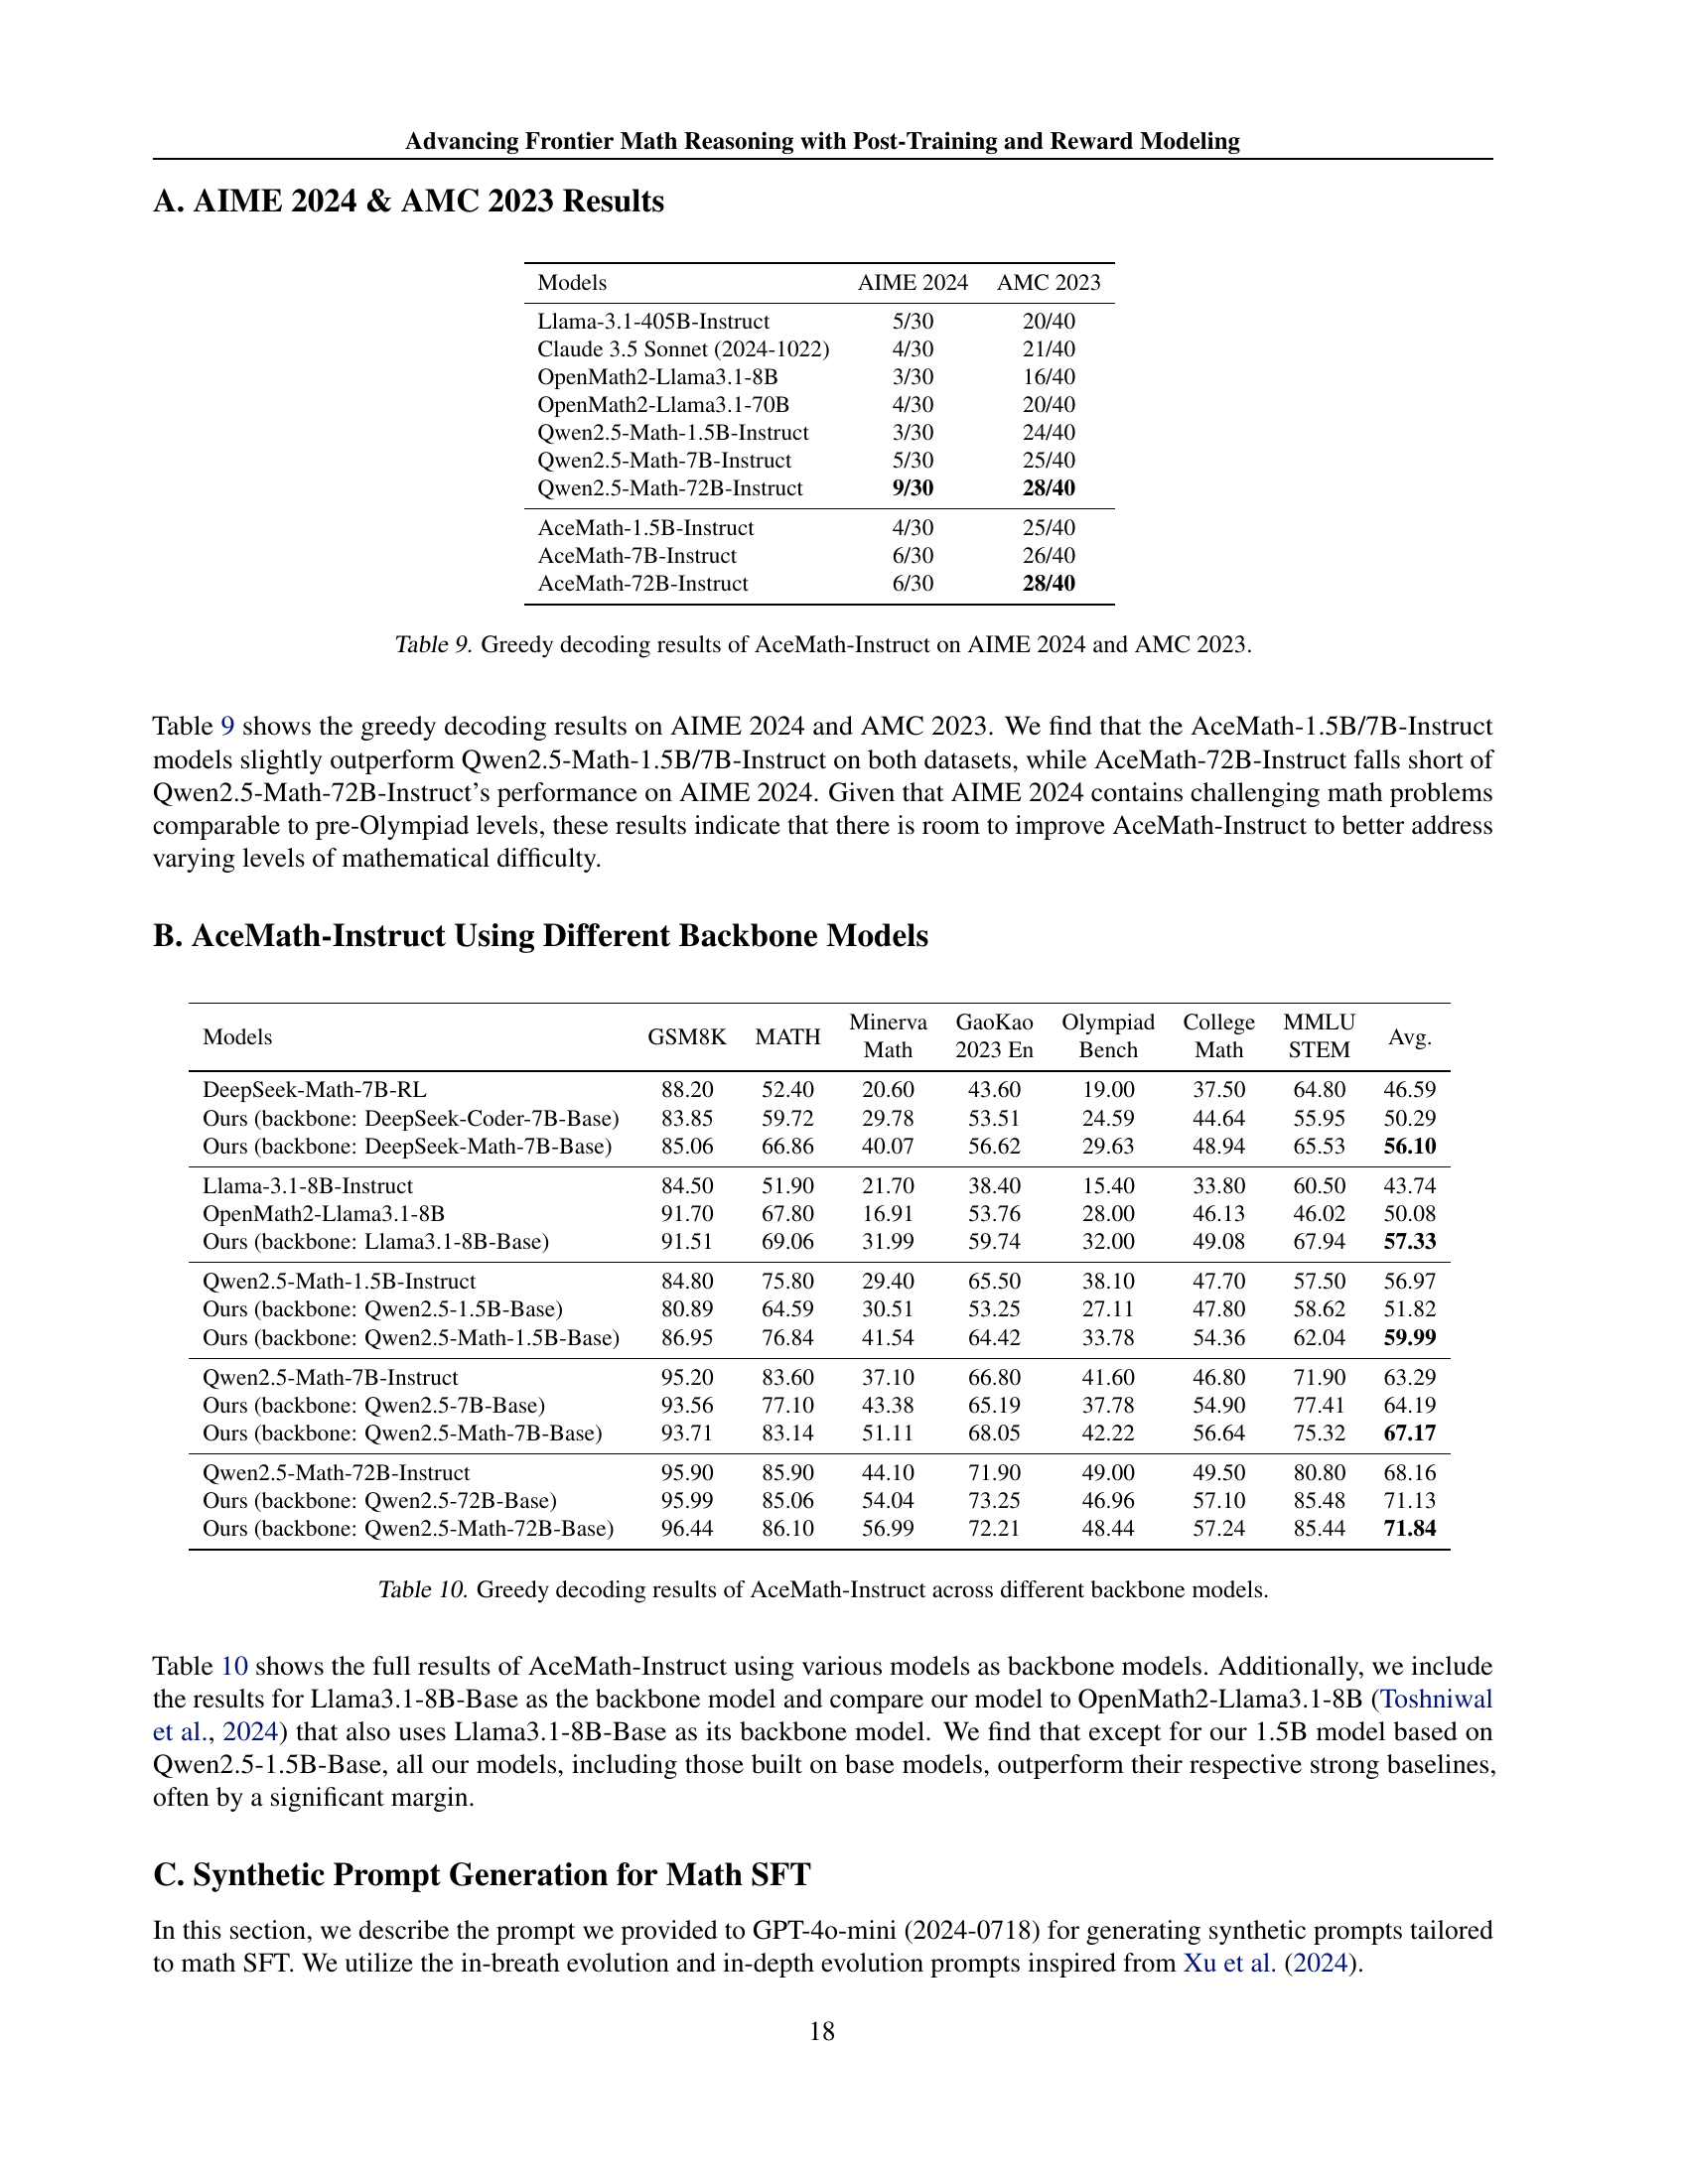 Advancing Frontier Math Reasoning with Post-Training and Reward Modeling
A. AIME 2024 & AMC 2023 Results
Models AIME 2024 AMC 2023
Llama-3.1-405B-Instruct 5/30 20/40
Claude 3.5 Sonnet (2024-1022) 4/30 21/40
OpenMath2-Llama3.1-8B 3/30 16/40
OpenMath2-Llama3.1-70B 4/30 20/40
Qwen2.5-Math-1.5B-Instruct 3/30 24/40
Qwen2.5-Math-7B-Instruct 5/30 25/40
Qwen2.5-Math-72B-Instruct 9/30 28/40
AceMath-1.5B-Instruct 4/30 25/40
AceMath-7B-Instruct 6/30 26/40
AceMath-72B-Instruct 6/30 28/40
Table 9. Greedy decoding results of AceMath-Instruct on AIME 2024 and AMC 2023.
Table 9 shows the greedy decoding results on AIME 2024 and AMC 2023. We find that the AceMath-1.5B/7B-Instruct
models slightly outperform Qwen2.5-Math-1.5B/7B-Instruct on both datasets, while AceMath-72B-Instruct falls short of
Qwen2.5-Math-72B-Instruct's performance on AIME 2024. Given that AIME 2024 contains challenging math problems
comparable to pre-Olympiad levels, these results indicate that there is room to improve AceMath-Instruct to better address
varying levels of mathematical difficulty.
B. AceMath-Instruct Using Different Backbone Models
Models GSM8K MATH Minerva Math GaoKao 2023 En Olympiad Bench College Math MMLU STEM Avg.
DeepSeek-Math-7B-RL 88.20 52.40 20.60 43.60 19.00 37.50 64.80 46.59
Ours (backbone: DeepSeek-Coder-7B-Base) 83.85 59.72 29.78 53.51 24.59 44.64 55.95 50.29
Ours (backbone: DeepSeek-Math-7B-Base) 85.06 66.86 40.07 56.62 29.63 48.94 65.53 56.10
Llama-3.1-8B-Instruct 84.50 51.90 21.70 38.40 15.40 33.80 60.50 43.74
OpenMath2-Llama3.1-8B 91.70 67.80 16.91 53.76 28.00 46.13 46.02 50.08
Ours (backbone: Llama3.1-8B-Base) 91.51 69.06 31.99 59.74 32.00 49.08 67.94 57.33
Qwen2.5-Math-1.5B-Instruct 84.80 75.80 29.40 65.50 38.10 47.70 57.50 56.97
Ours (backbone: Qwen2.5-1.5B-Base) 80.89 64.59 30.51 53.25 27.11 47.80 58.62 51.82
Ours (backbone: Qwen2.5-Math-1.5B-Base) 86.95 76.84 41.54 64.42 33.78 54.36 62.04 59.99
Qwen2.5-Math-7B-Instruct 95.20 83.60 37.10 66.80 41.60 46.80 71.90 63.29
Ours (backbone: Qwen2.5-7B-Base) 93.56 77.10 43.38 65.19 37.78 54.90 77.41 64.19
Ours (backbone: Qwen2.5-Math-7B-Base) 93.71 83.14 51.11 68.05 42.22 56.64 75.32 67.17
Qwen2.5-Math-72B-Instruct 95.90 85.90 44.10 71.90 49.00 49.50 80.80 68.16
Ours (backbone: Qwen2.5-72B-Base) 95.99 85.06 54.04 73.25 46.96 57.10 85.48 71.13
Ours (backbone: Qwen2.5-Math-72B-Base) 96.44 86.10 56.99 72.21 48.44 57.24 85.44 71.84
Table 10. Greedy decoding results of AceMath-Instruct across different backbone models.
Table 10 shows the full results of AceMath-Instruct using various models as backbone models. Additionally, we include
the results for Llama3.1-8B-Base as the backbone model and compare our model to OpenMath2-Llama3.1-8B (Toshniwal
et al., 2024) that also uses Llama3.1-8B-Base as its backbone model. We find that except for our 1.5B model based on
Qwen2.5-1.5B-Base, all our models, including those built on base models, outperform their respective strong baselines,
often by a significant margin.
C. Synthetic Prompt Generation for Math SFT
In this section, we describe the prompt we provided to GPT-4o-mini (2024-0718) for generating synthetic prompts tailored
to math SFT. We utilize the in-breath evolution and in-depth evolution prompts inspired from Xu et al. (2024).
18